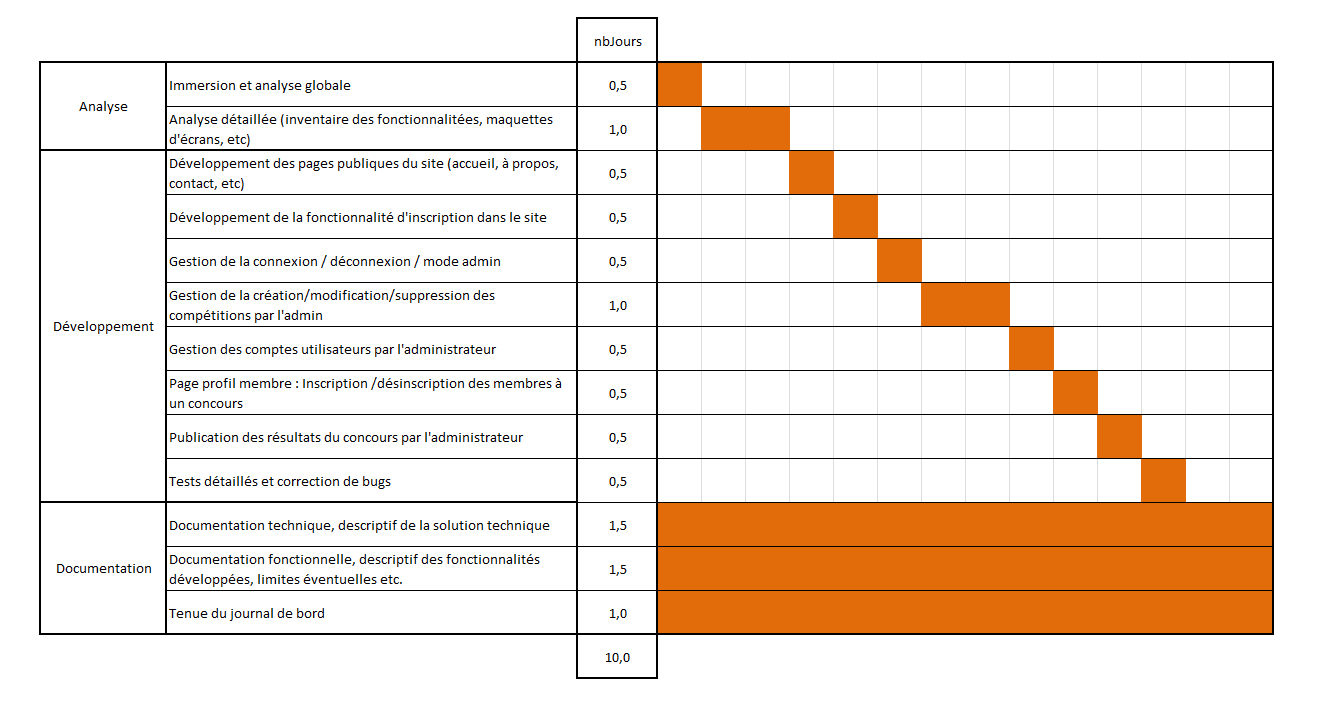 nbJours
Analyse
Immersion et analyse globale
0,5
Analyse détaillée (inventaire des fonctionnalitées, maquettes
d'écrans, etc)
1,0
Développement
Développement des pages publiques du site (accueil, à propos,
contact, etc)
0,5
Développement de la fonctionnalité d'inscription dans le site
0,5
Gestion de la connexion / déconnexion / mode admin
0,5
Gestion de la création/modification/suppression des
compétitions par l'admin
1,0
Gestion des comptes utilisateurs par l'administrateur
0,5
Page profil membre : Inscription /désinscription des membres à
un concours
0,5
Publication des résultats du concours par l'administrateur
0,5
Tests détaillés et correction de bugs
0,5
Documentation
Documentation technique, descriptif de la solution technique
1,5
Documentation fonctionnelle, descriptif des fonctionnalités
développées, limites éventuelles etc.
1,5
Tenue du journal de bord
1,0
10,0